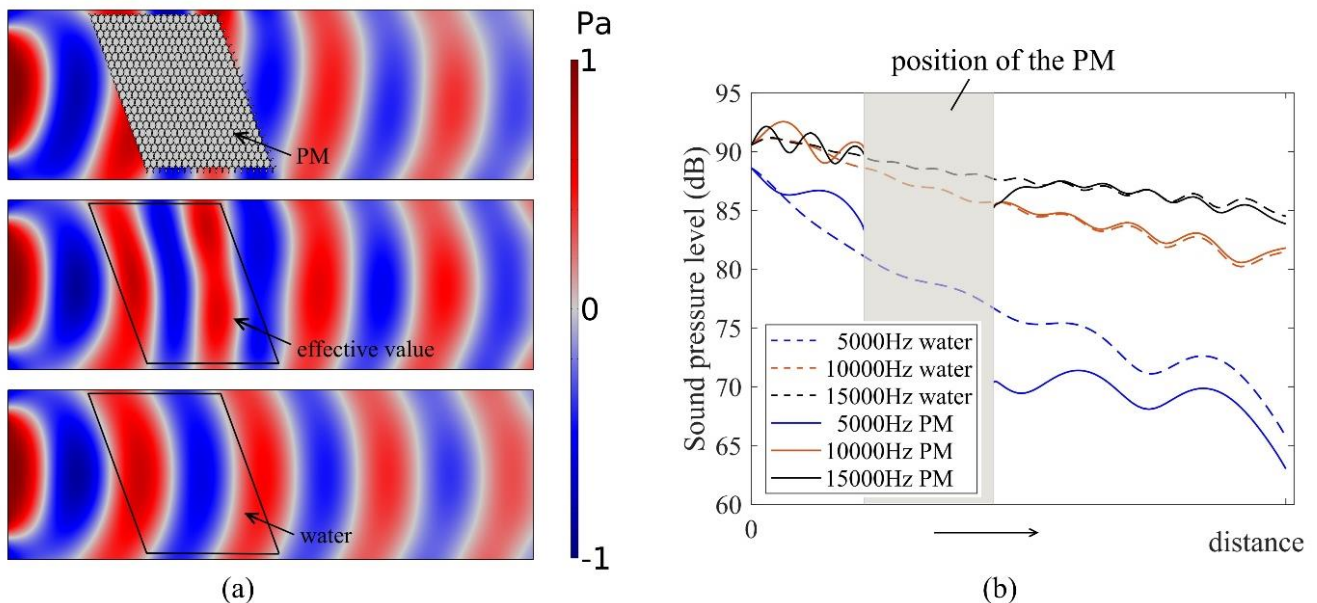 Pa
1
0
-1
PM
effective value
water
(a)
position of the PM
Sound pressure level (dB)
95
90
85
80
75
70
65
60
5000Hz water
10000Hz water
15000Hz water
5000Hz PM
10000Hz PM
15000Hz PM
0
distance
(b)